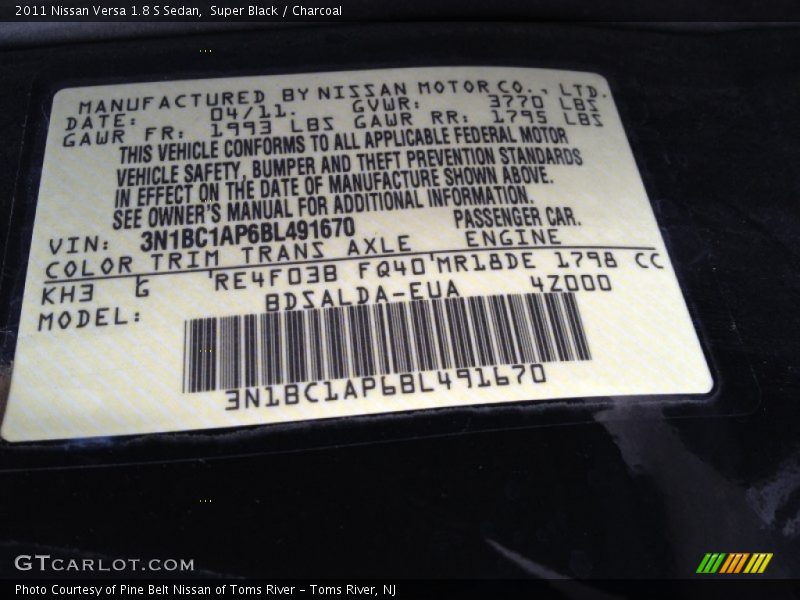 2011 Nissan Versa 1.8 S Sedan,  Super Black / Charcoal
MANUFACTURED BY NISSAN MOTOR CO., LTD.
DATE: 04/11. GVWR: 3770 LBS
GAWR FR: 1993 LBS GAWR RR: 1795 LBS
THIS VEHICLE CONFORMS TO ALL APPLICABLE FEDERAL MOTOR
VEHICLE SAFETY, BUMPER AND THEFT PREVENTION STANDARDS
IN EFFECT ON THE DATE OF MANUFACTURE SHOWN ABOVE.
SEE OWNER'S MANUAL FOR ADDITIONAL INFORMATION.
VIN: 3N1BC1AP6BL491670 PASSENGER CAR.
COLOR TRIM TRANS AXLE ENGINE
KH3 G RE4F03B FQ40 MR18DE 1798 CC
MODEL: BDSALDA-EUA 4Z000
3N1BC1AP6BL491670
GTCARLOT.COM
Photo Courtesy of Pine Belt Nissan of Toms River – Toms River, NJ